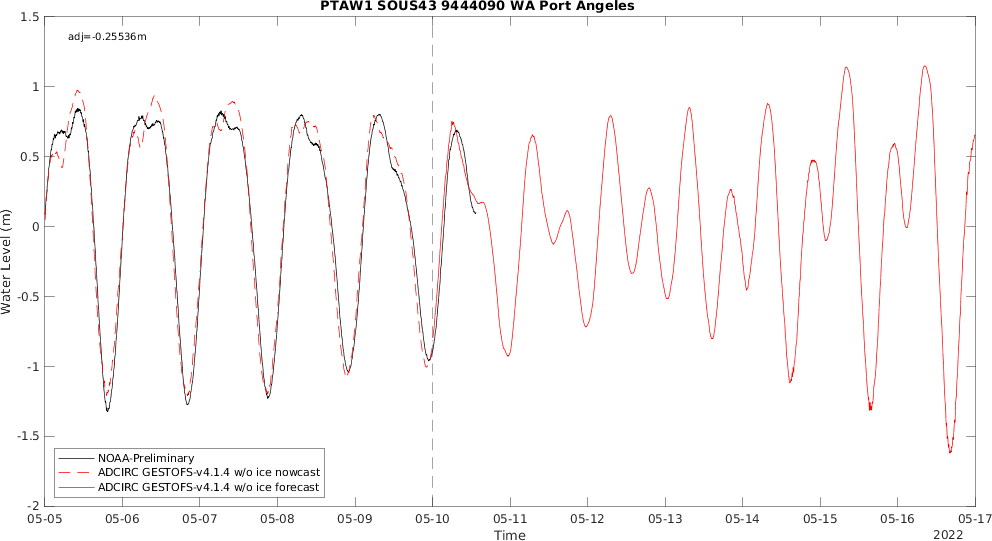 PTAW1 SOUS43 9444090 WA Port Angeles
adj=-0.25536m
1.5
1
0.5
0
-0.5
-1
-1.5
-2
Water Level (m)
NOAA-Preliminary
ADCIRC GESTOFS-v4.1.4 w/o ice nowcast
ADCIRC GESTOFS-v4.1.4 w/o ice forecast
05-05 05-06 05-07 05-08 05-09 05-10 05-11 05-12 05-13 05-14 05-15 05-16 05-17
Time
2022